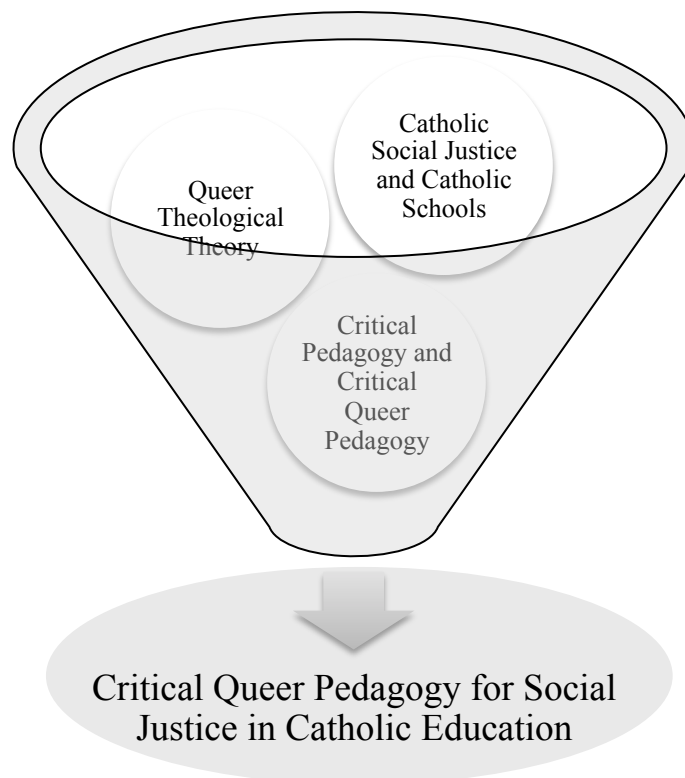 Catholic
Social Justice
and Catholic
Schools
Queer
Theological
Theory
Critical
Pedagogy and
Critical
Queer
Pedagogy
Critical Queer Pedagogy for Social
Justice in Catholic Education